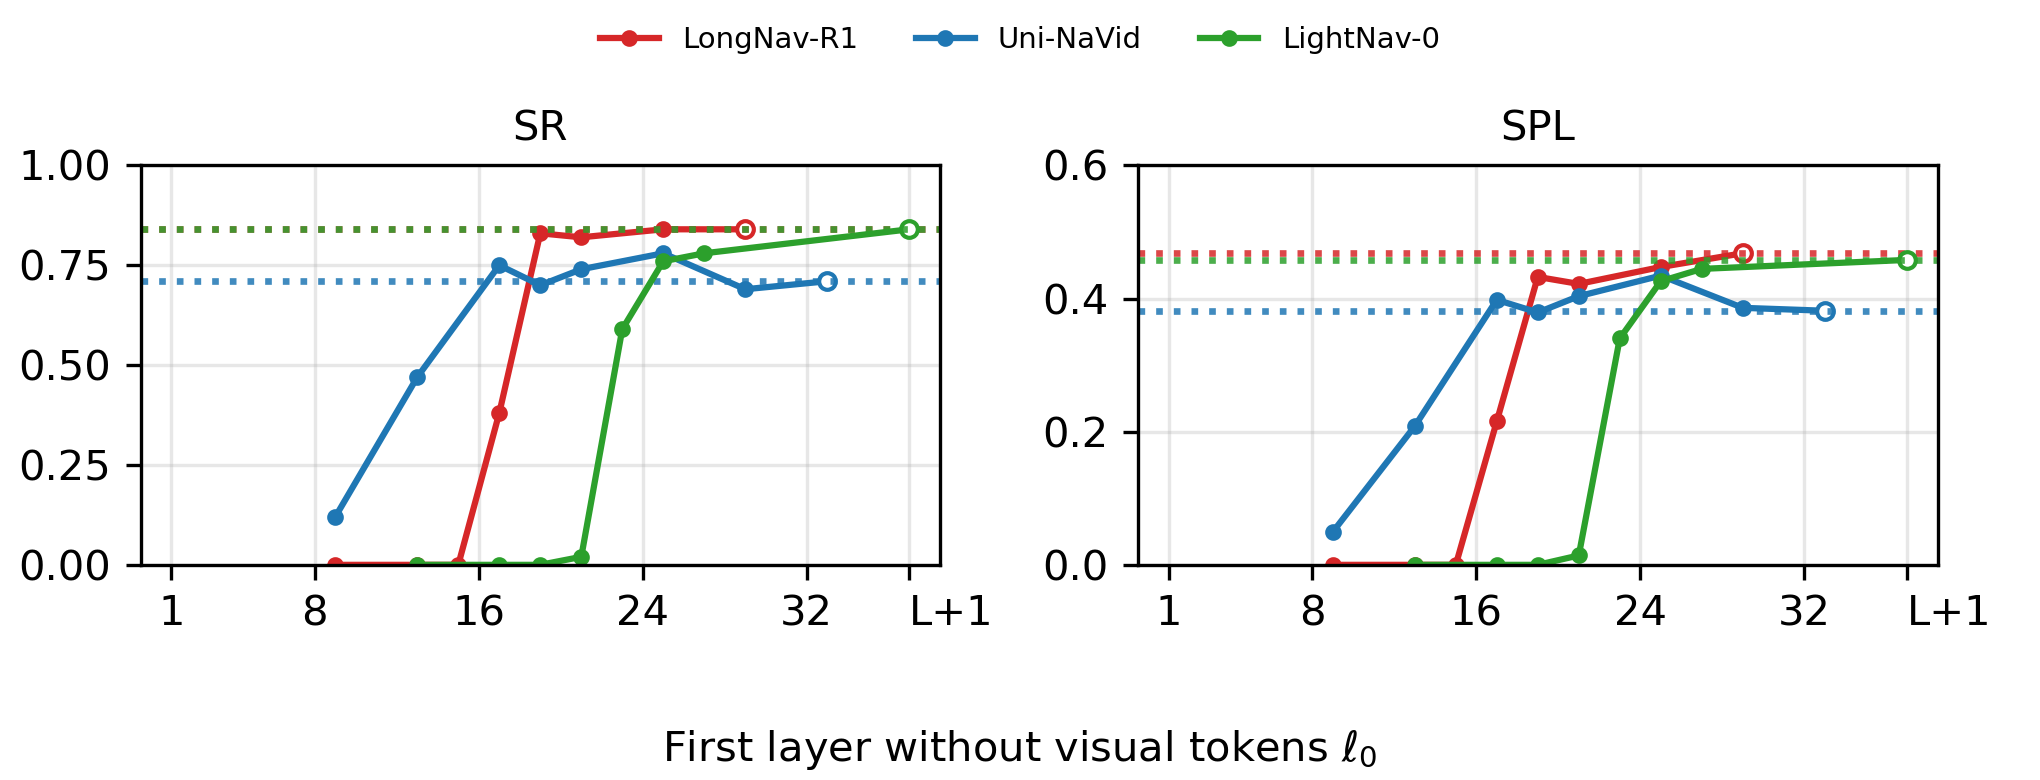 LongNav-R1 Uni-NaVid LightNav-0
SR
1.00
0.75
0.50
0.25
0.00
1 8 16 24 32 L+1
SPL
0.6
0.4
0.2
0.0
1 8 16 24 32 L+1
First layer without visual tokens ℓ₀